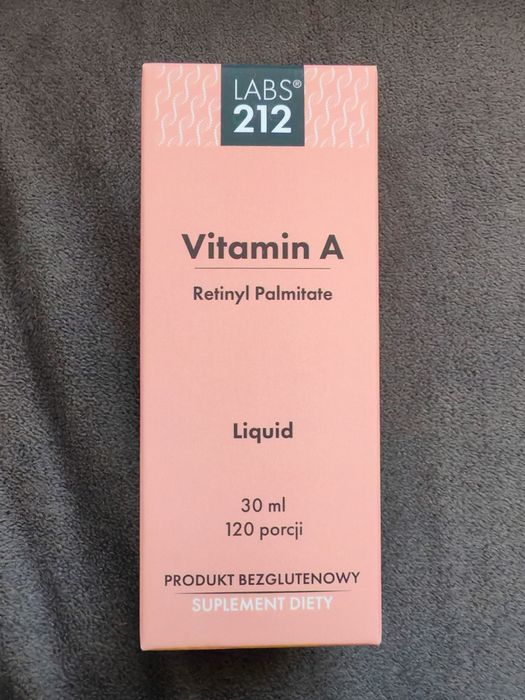 LABS®
212
Vitamin A
Retinyl Palmitate
Liquid
30 ml
120 porcji
PRODUKT BEZGLUTENOWY
SUPLEMENT DIETY